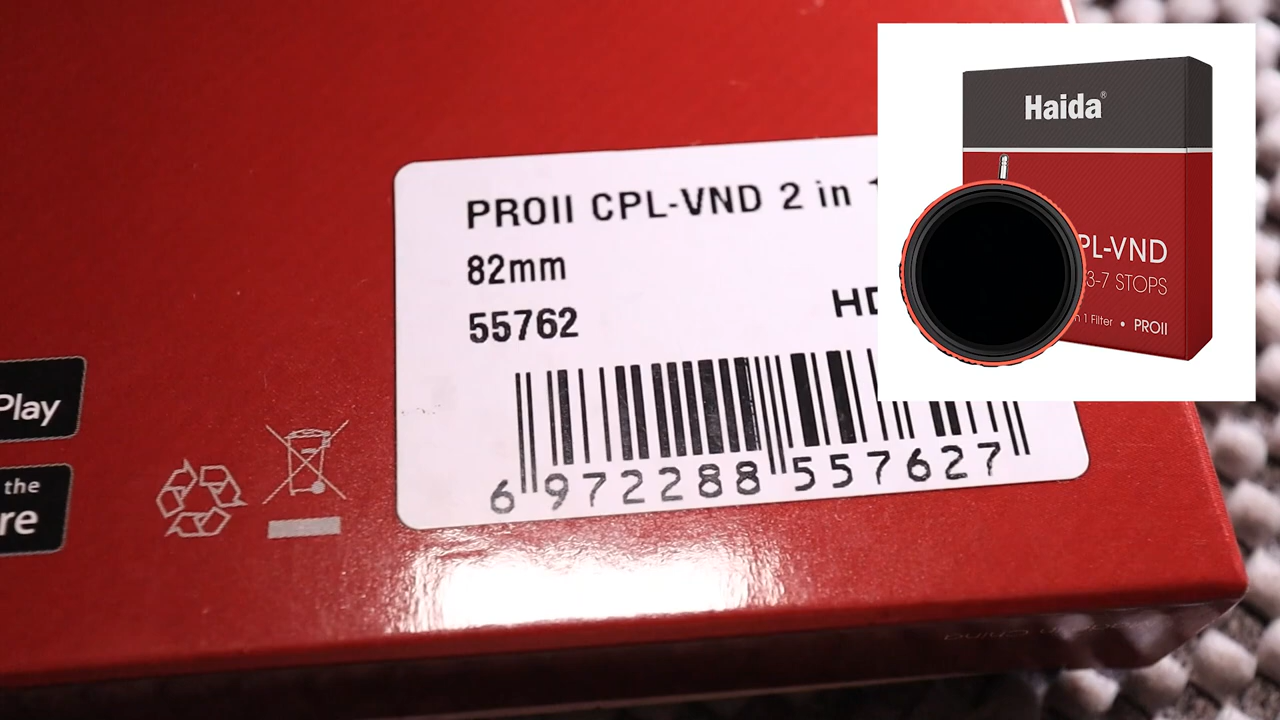 PROII CPL-VND 2 in 1
82mm
55762
HD
6 972288 557627
Play
the
re
Haida®
PL-VND
3-7 STOPS
n 1 Filter • PROII